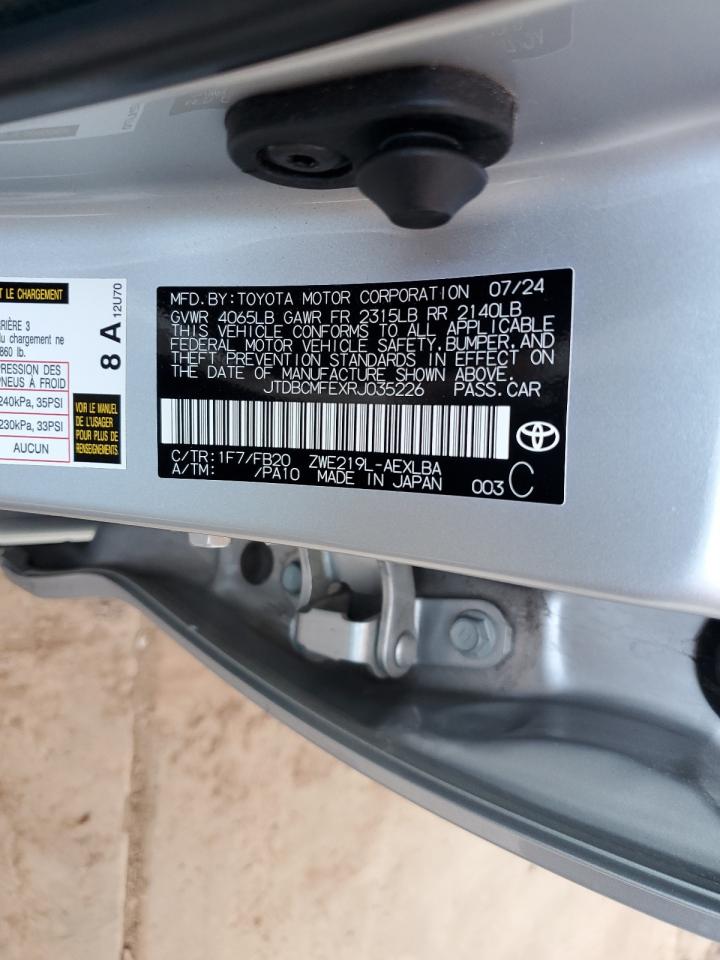 T LE CHARGEMENT
RIÈRE 3
du chargement ne
860 lb.
PRESSION DES
PNEUS À FROID
240kPa, 35PSI
230kPa, 33PSI
AUCUN
VOIR LE MANUEL
DE L'USAGER
POUR PLUS DE
RENSEIGNEMENTS
8 A 12U70
MFD.BY:TOYOTA MOTOR CORPORATION 07/24
GVWR 4065LB GAWR FR 2315LB RR 2140LB
THIS VEHICLE CONFORMS TO ALL APPLICABLE
FEDERAL MOTOR VEHICLE SAFETY,BUMPER,AND
THEFT PREVENTION STANDARDS IN EFFECT ON
THE DATE OF MANUFACTURE SHOWN ABOVE.
JTDBCMFEXRJ035226 PASS.CAR
C/TR:1F7/FB20 ZWE219L-AEXLBA
A/TM: /PA10 MADE IN JAPAN 003 C